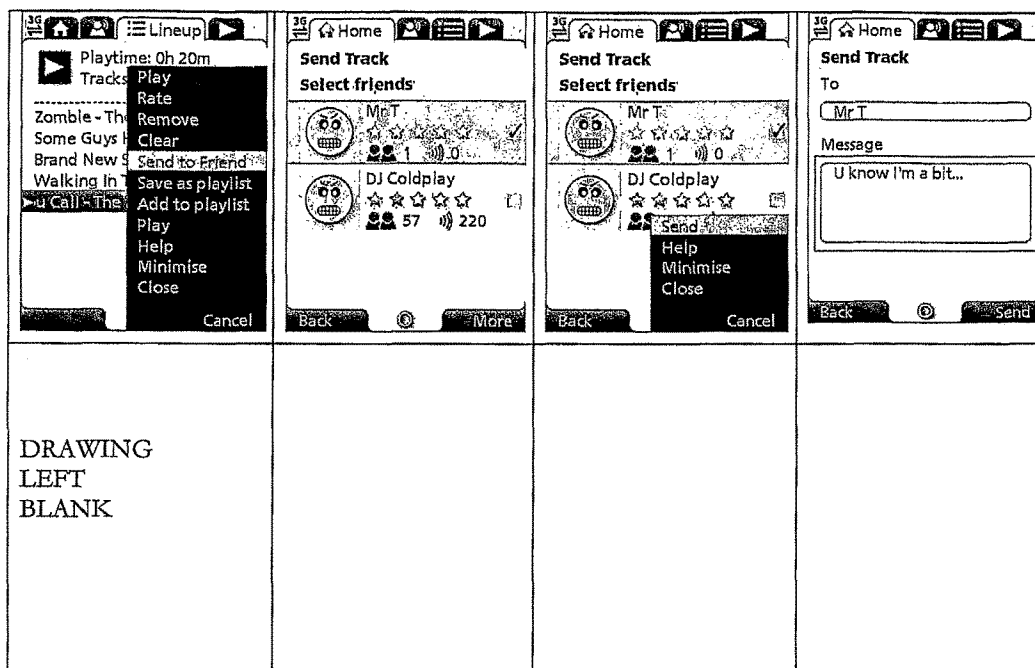 3G Lineup
Playtime: 0h 20m
Tracks
Play
Rate
Remove
Clear
Send to Friend
Save as playlist
Add to playlist
Play
Help
Minimise
Close
Zombie - The
Some Guys H
Brand New S
Walking In T
u Call - The
Cancel
3G Home
Send Track
Select friends
Mr T
1 0
DJ Coldplay
57 220
Back More
3G Home
Send Track
Select friends
Mr T
1 0
DJ Coldplay
Send
Help
Minimise
Close
Back Cancel
3G Home
Send Track
To
Mr T
Message
U know I'm a bit...
Back Send
DRAWING
LEFT
BLANK